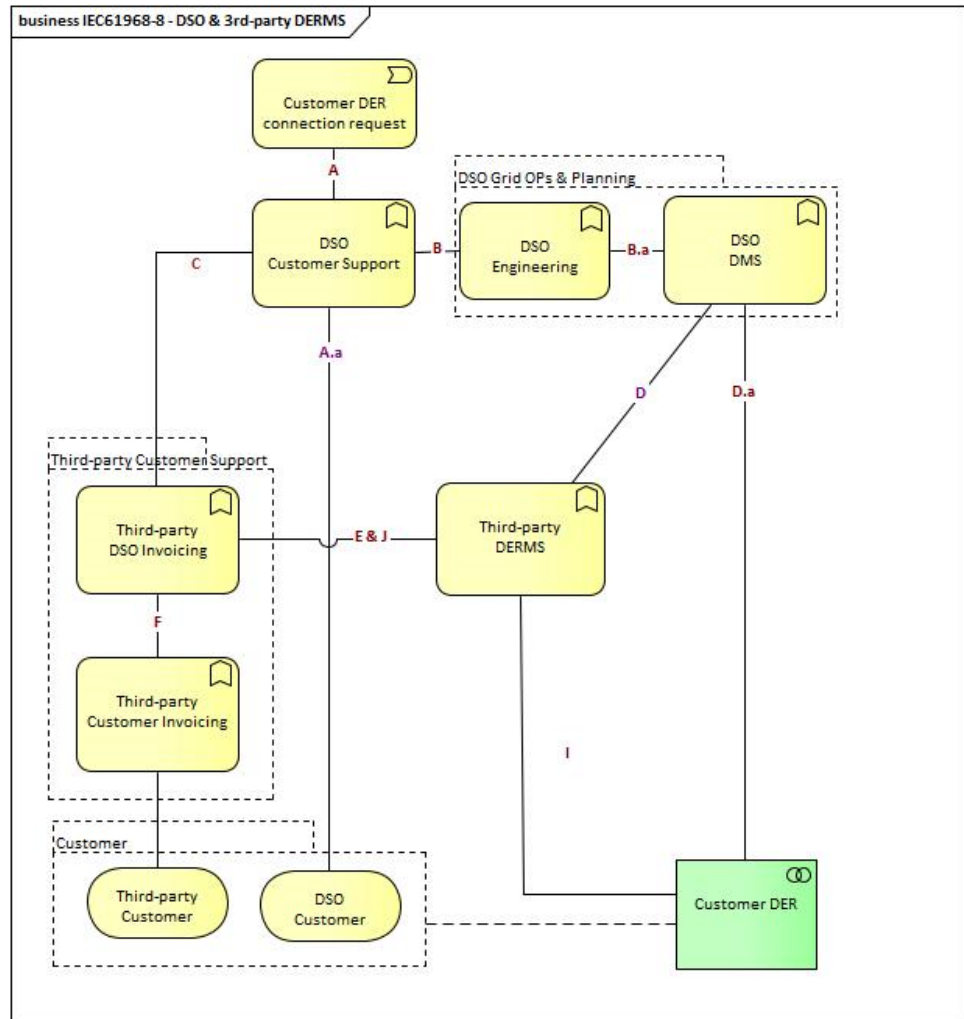 business IEC61968-8 - DSO & 3rd-party DERMS
Customer DER
connection request
A
DSO Grid OPs & Planning
DSO
Customer Support
B
DSO
Engineering
B.a
DSO
DMS
C
A.a
D
D.a
Third-party Customer Support
Third-party
DSO Invoicing
E & J
Third-party
DERMS
F
Third-party
Customer Invoicing
I
Customer
Third-party
Customer
DSO
Customer
Customer DER